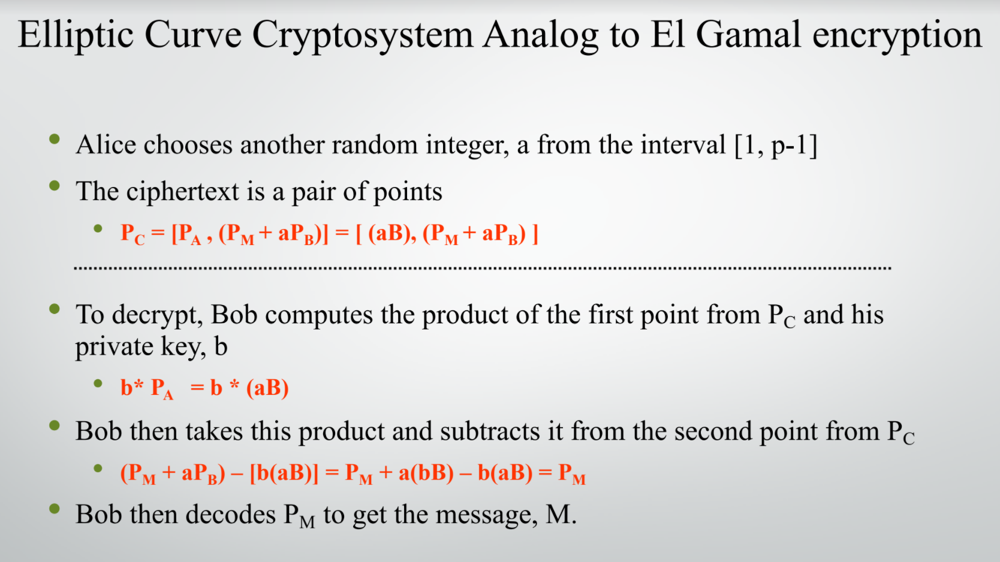 Elliptic Curve Cryptosystem Analog to El Gamal encryption
• Alice chooses another random integer, a from the interval [1, p-1]
• The ciphertext is a pair of points
• P_C = [P_A , (P_M + aP_B)] = [ (aB), (P_M + aP_B) ]
• To decrypt, Bob computes the product of the first point from P_C and his
private key, b
• b* P_A = b * (aB)
• Bob then takes this product and subtracts it from the second point from P_C
• (P_M + aP_B) – [b(aB)] = P_M + a(bB) – b(aB) = P_M
• Bob then decodes P_M to get the message, M.